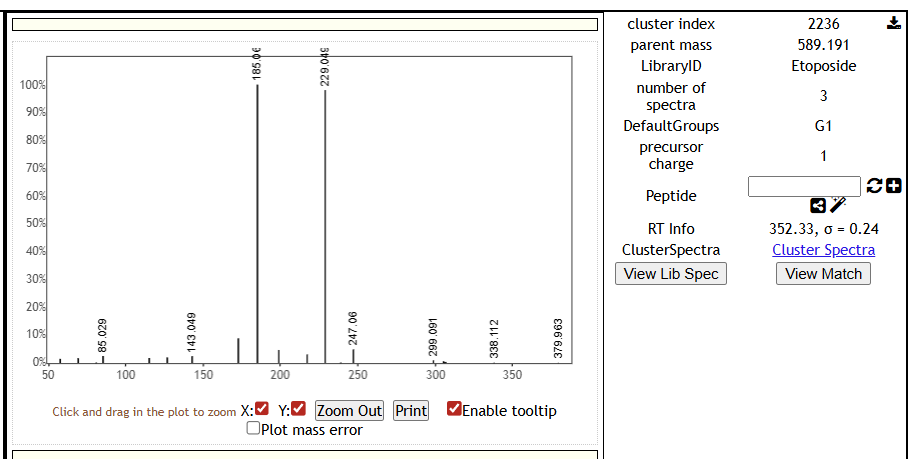 185.06
229.049
100%
90%
80%
70%
60%
50%
40%
30%
20%
10%
0%
85.029
143.049
247.06
299.091
338.112
379.963
50 100 150 200 250 300 350
Click and drag in the plot to zoom X: Y: Zoom Out Print Enable tooltip
Plot mass error
cluster index 2236
parent mass 589.191
LibraryID Etoposide
number of
spectra 3
DefaultGroups G1
precursor
charge 1
Peptide
RT Info 352.33, σ = 0.24
ClusterSpectra Cluster Spectra
View Lib Spec View Match